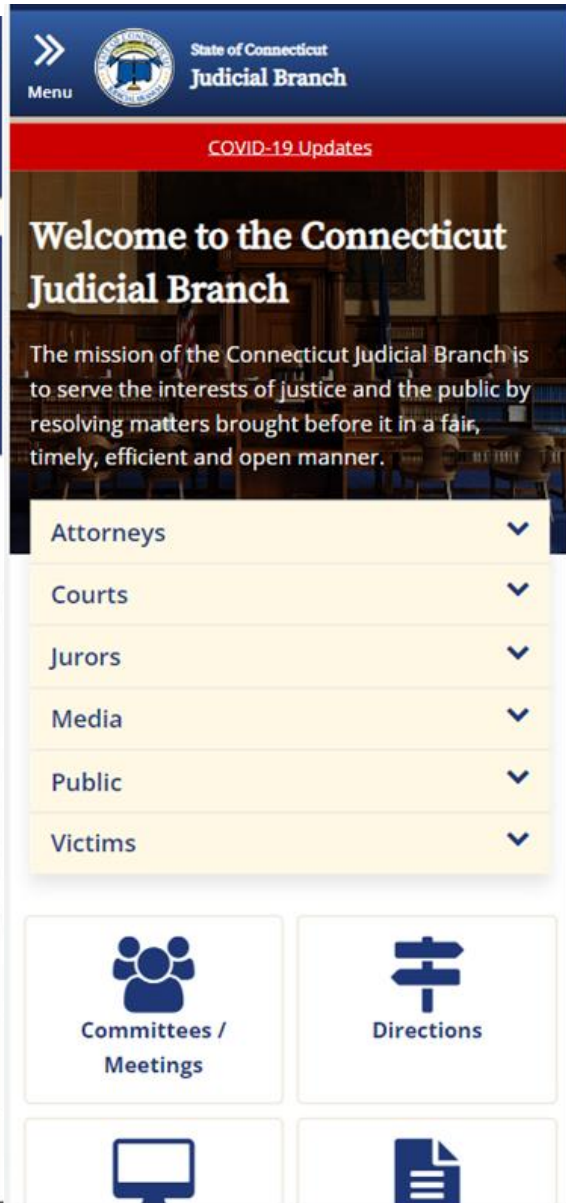 State of Connecticut
Judicial Branch
Menu
COVID-19 Updates
Welcome to the Connecticut
Judicial Branch
The mission of the Connecticut Judicial Branch is
to serve the interests of justice and the public by
resolving matters brought before it in a fair,
timely, efficient and open manner.
Attorneys
Courts
Jurors
Media
Public
Victims
Committees /
Meetings
Directions